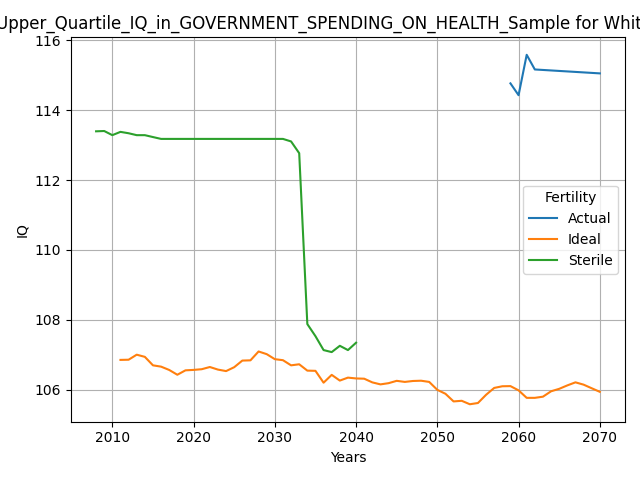 Upper_Quartile_IQ_in_GOVERNMENT_SPENDING_ON_HEALTH_Sample for Whit
116
114
112
110
108
106
IQ
Fertility
Actual
Ideal
Sterile
2010 2020 2030 2040 2050 2060 2070
Years